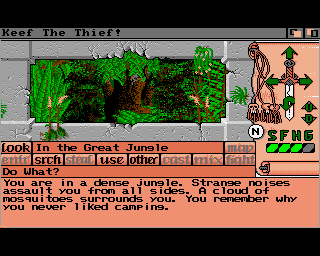 Keef The Thief!
Look In the Great Jungle map
entr srch steal use other cast mix fight
Do What?
You are in a dense jungle. Strange noises
assault you from all sides. A cloud of
mosquitoes surrounds you. You remember why
you never liked camping.
U
D
N
SFHG